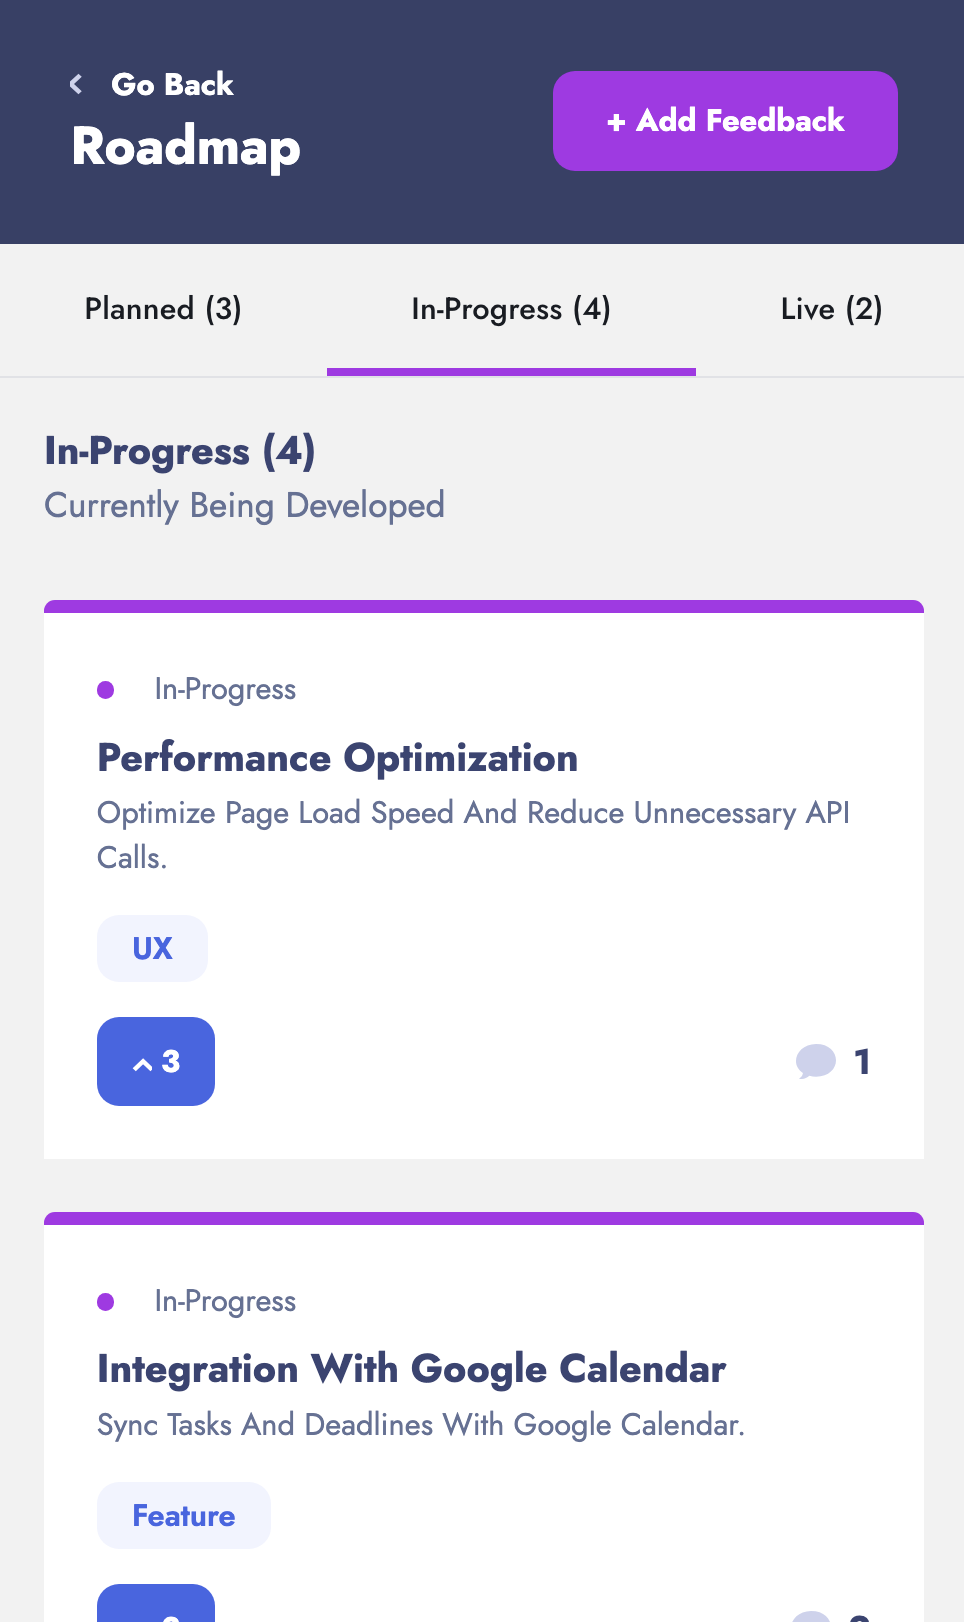 Go Back
Roadmap
+ Add Feedback
Planned (3)
In-Progress (4)
Live (2)
In-Progress (4)
Currently Being Developed
In-Progress
Performance Optimization
Optimize Page Load Speed And Reduce Unnecessary API
Calls.
UX
3
1
In-Progress
Integration With Google Calendar
Sync Tasks And Deadlines With Google Calendar.
Feature